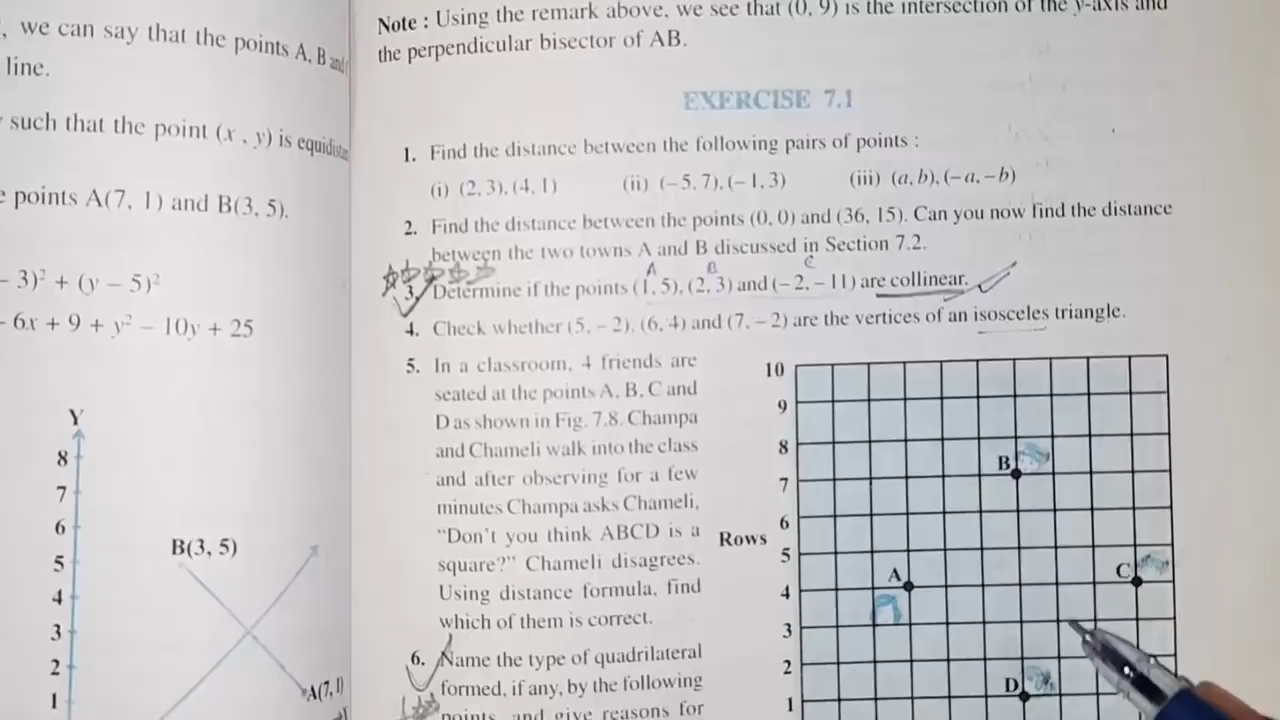 , we can say that the points A, B and
line.
such that the point (x , y) is
points A(7, 1) and B(3, 5).
– 3)² + (y – 5)²
– 6x + 9 + y² – 10y + 25
Y
8
7
6
5
4
3
2
1
B(3, 5)
A(7, 1)
Note : Using the remark above, we see that (0, 9) is the intersection of the y-axis and
the perpendicular bisector of AB.
EXERCISE 7.1
1. Find the distance between the following pairs of points :
(i) (2, 3), (4, 1) (ii) (– 5, 7), (– 1, 3) (iii) (a, b), (– a, – b)
2. Find the distance between the points (0, 0) and (36, 15). Can you now find the distance
between the two towns A and B discussed in Section 7.2.
A B C
3. Determine if the points (1, 5), (2, 3) and (– 2, – 11) are collinear.
4. Check whether (5, – 2), (6, 4) and (7, – 2) are the vertices of an isosceles triangle.
5. In a classroom, 4 friends are
seated at the points A, B, C and
D as shown in Fig. 7.8. Champa
and Chameli walk into the class
and after observing for a few
minutes Champa asks Chameli,
“Don’t you think ABCD is a
square?” Chameli disagrees.
Using distance formula, find
which of them is correct.
6. Name the type of quadrilateral
formed, if any, by the following
points, and give reasons for
10
9
8
7
6
5
4
3
2
1
Rows
B
A
C
D